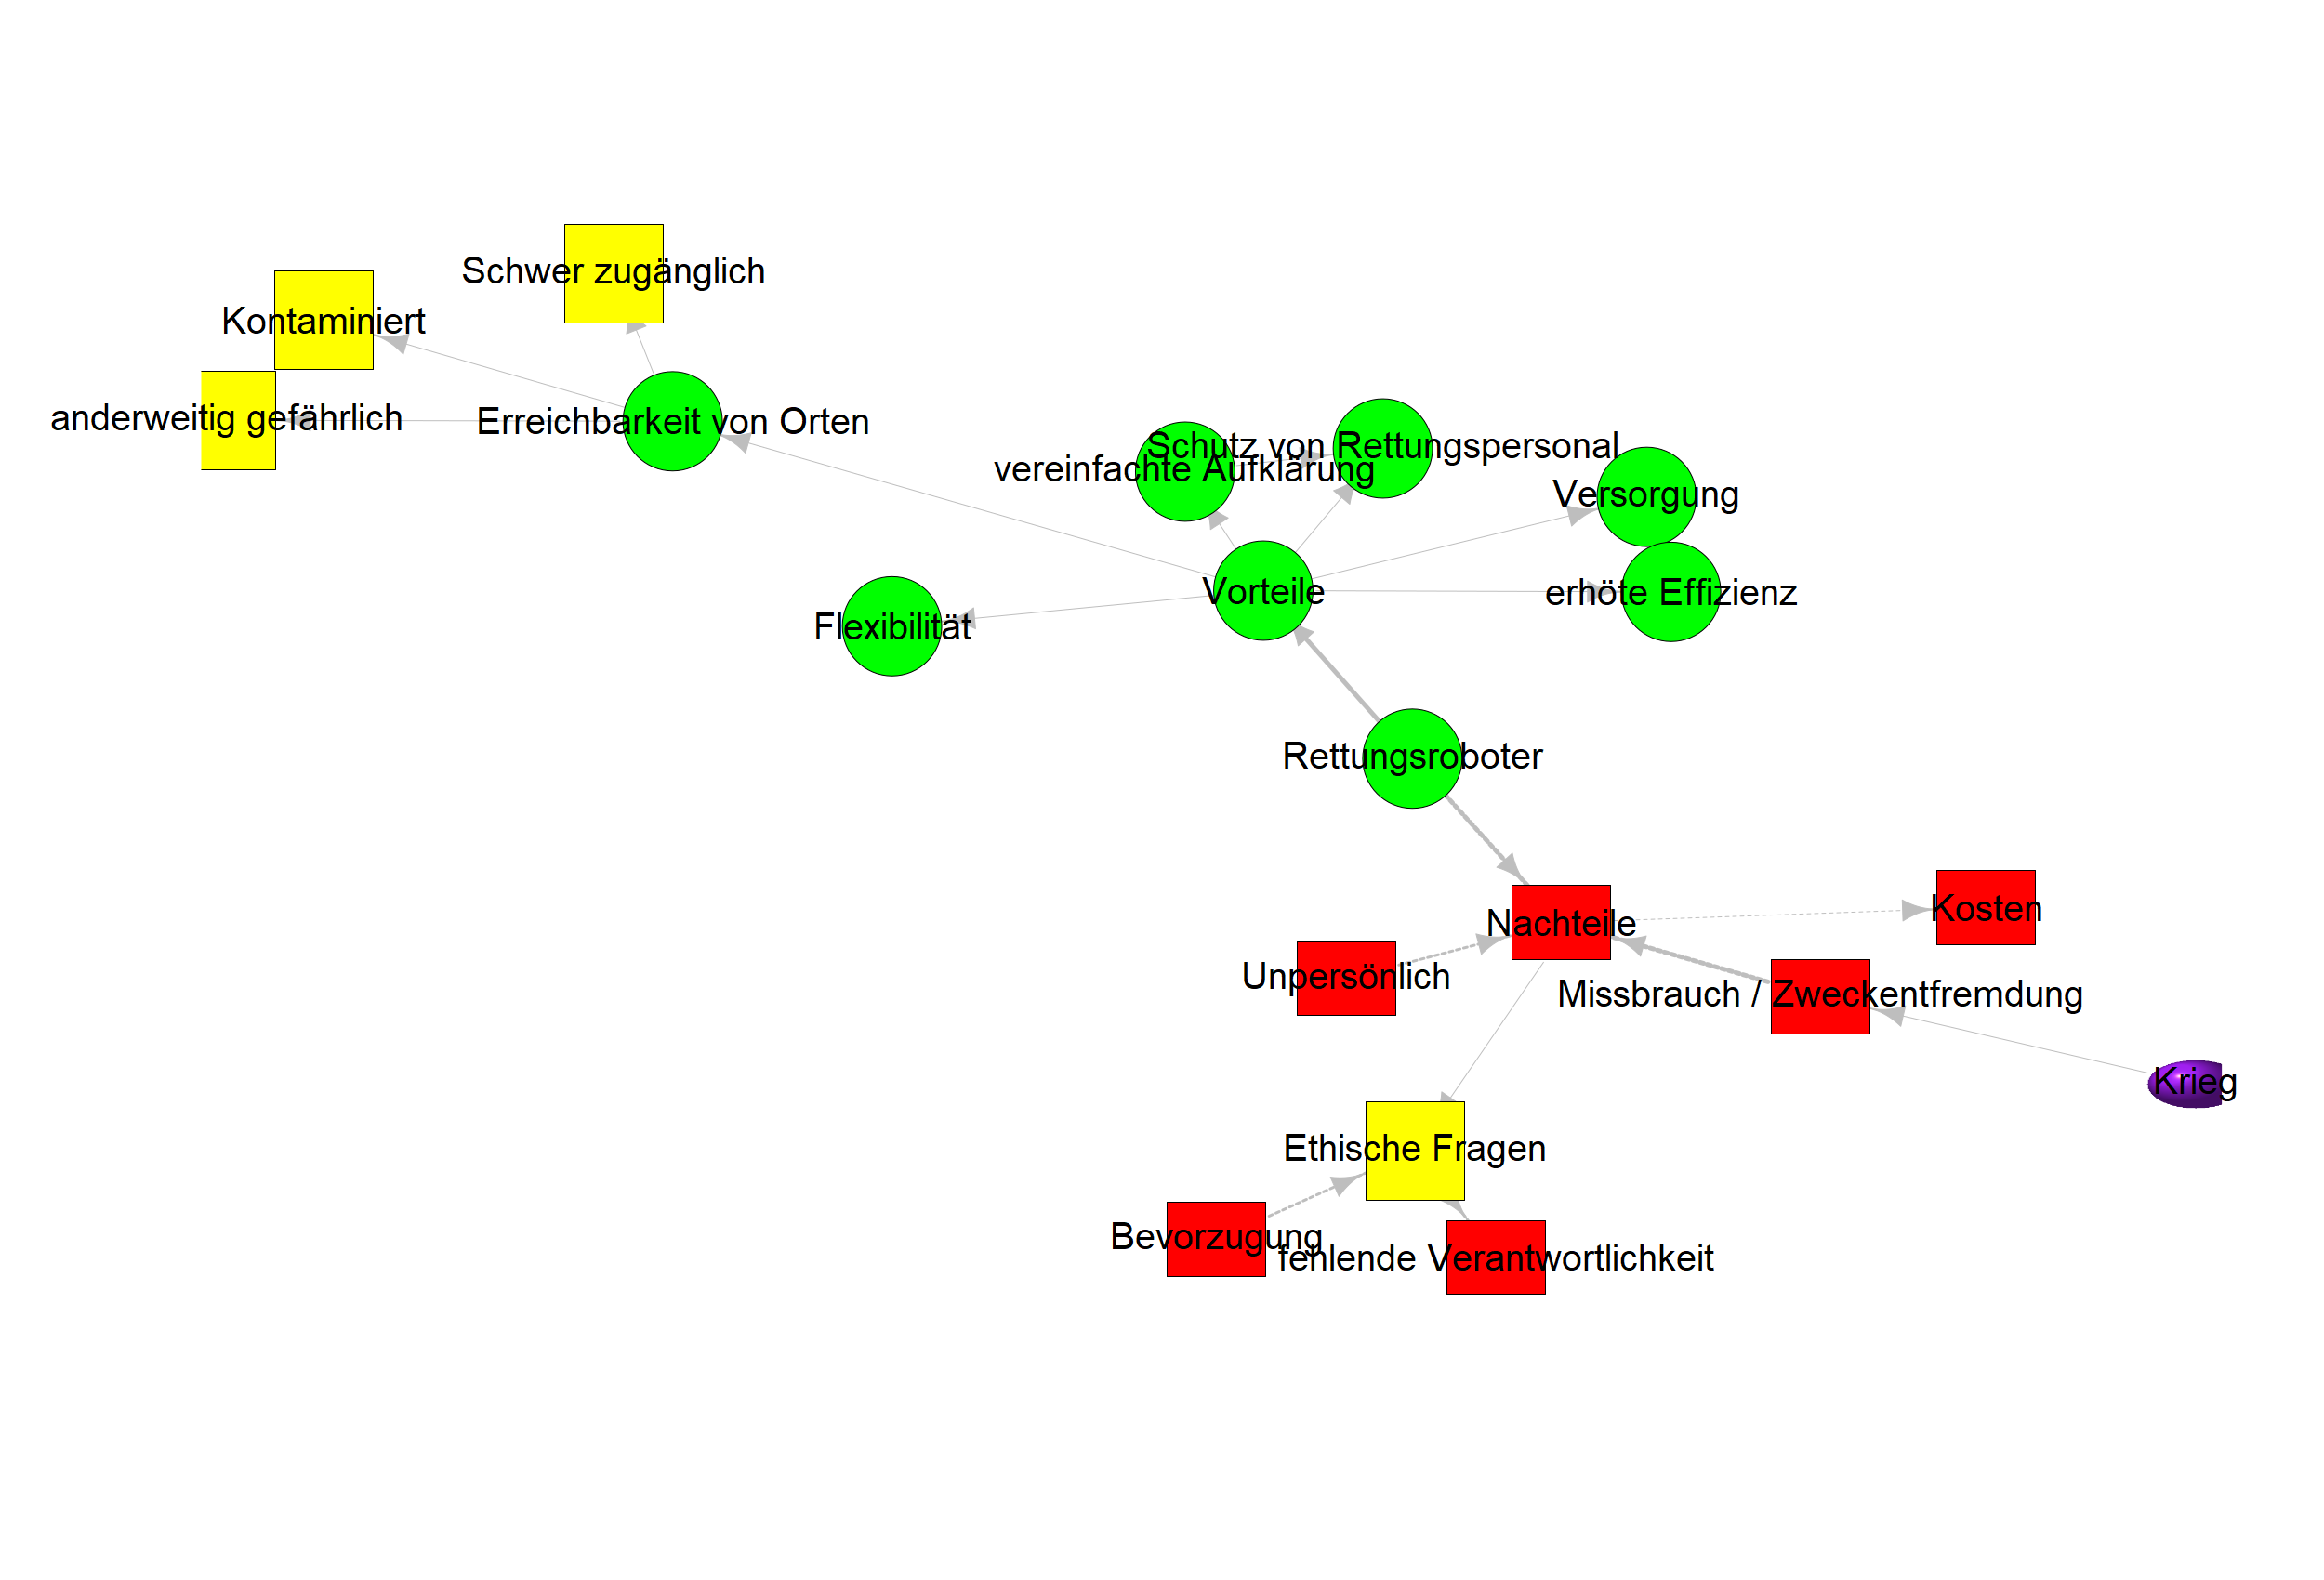 Schwer zugänglich
Kontaminiert
anderweitig gefährlich
Erreichbarkeit von Orten
Schutz von Rettungspersonal
vereinfachte Aufklärung
Versorgung
Vorteile
erhöte Effizienz
Flexibilität
Rettungsroboter
Kosten
Nachteile
Unpersönlich
Missbrauch / Zweckentfremdung
Krieg
Ethische Fragen
Bevorzugung
fehlende Verantwortlichkeit